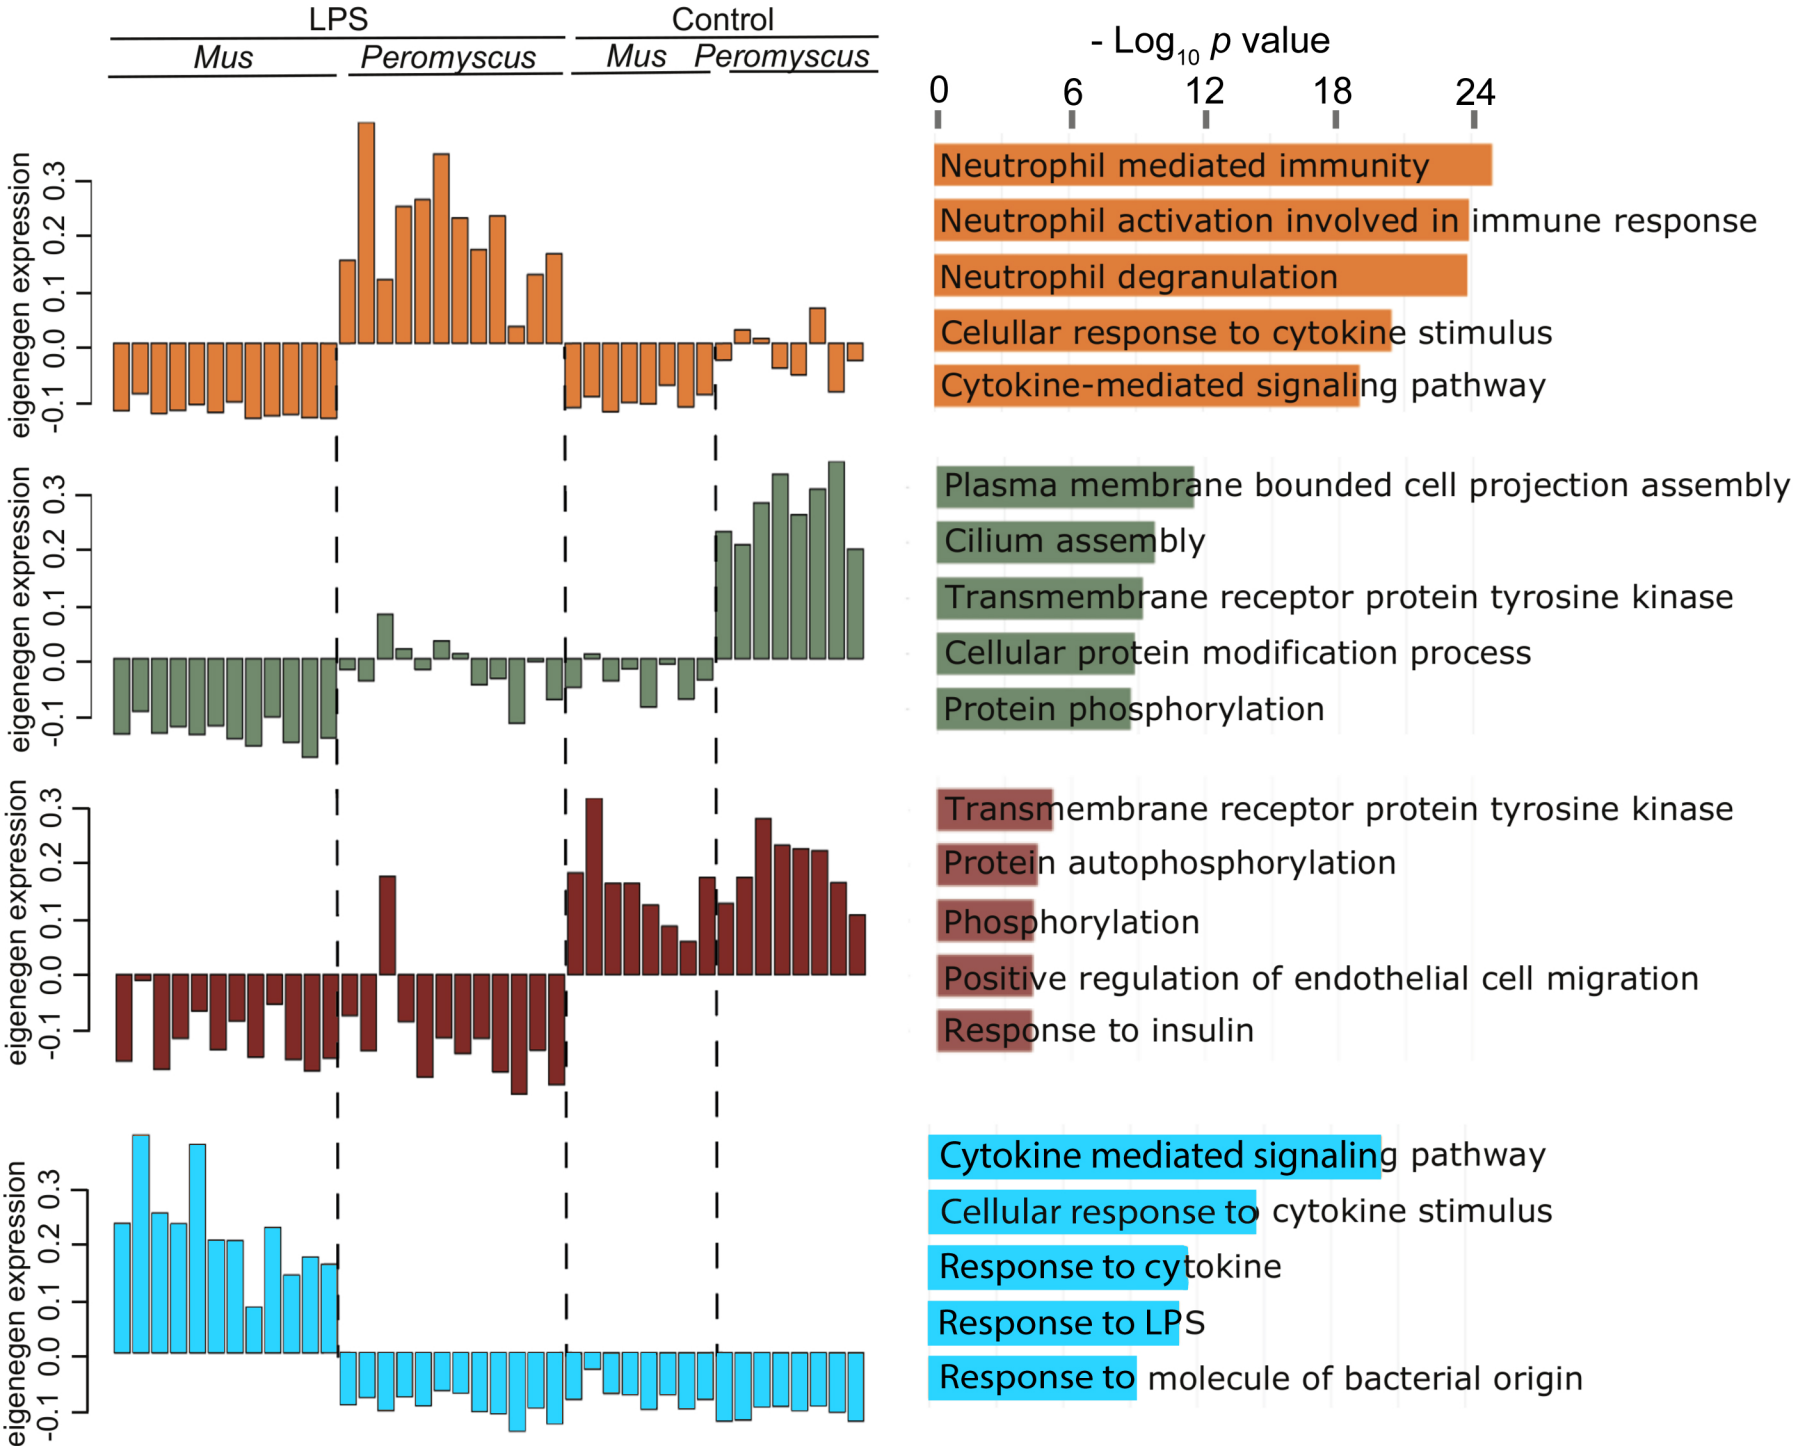 LPS Control
Mus Peromyscus Mus Peromyscus
- Log10 p value
0 6 12 18 24
eigenegen expression
0.3
0.2
0.1
0.0
-0.1
Neutrophil mediated immunity
Neutrophil activation involved in immune response
Neutrophil degranulation
Celullar response to cytokine stimulus
Cytokine-mediated signaling pathway
eigenegen expression
0.3
0.2
0.1
0.0
-0.1
Plasma membrane bounded cell projection assembly
Cilium assembly
Transmembrane receptor protein tyrosine kinase
Cellular protein modification process
Protein phosphorylation
eigenegen expression
0.3
0.2
0.1
0.0
-0.1
Transmembrane receptor protein tyrosine kinase
Protein autophosphorylation
Phosphorylation
Positive regulation of endothelial cell migration
Response to insulin
eigenegen expression
0.3
0.2
0.1
0.0
-0.1
Cytokine mediated signaling pathway
Cellular response to cytokine stimulus
Response to cytokine
Response to LPS
Response to molecule of bacterial origin